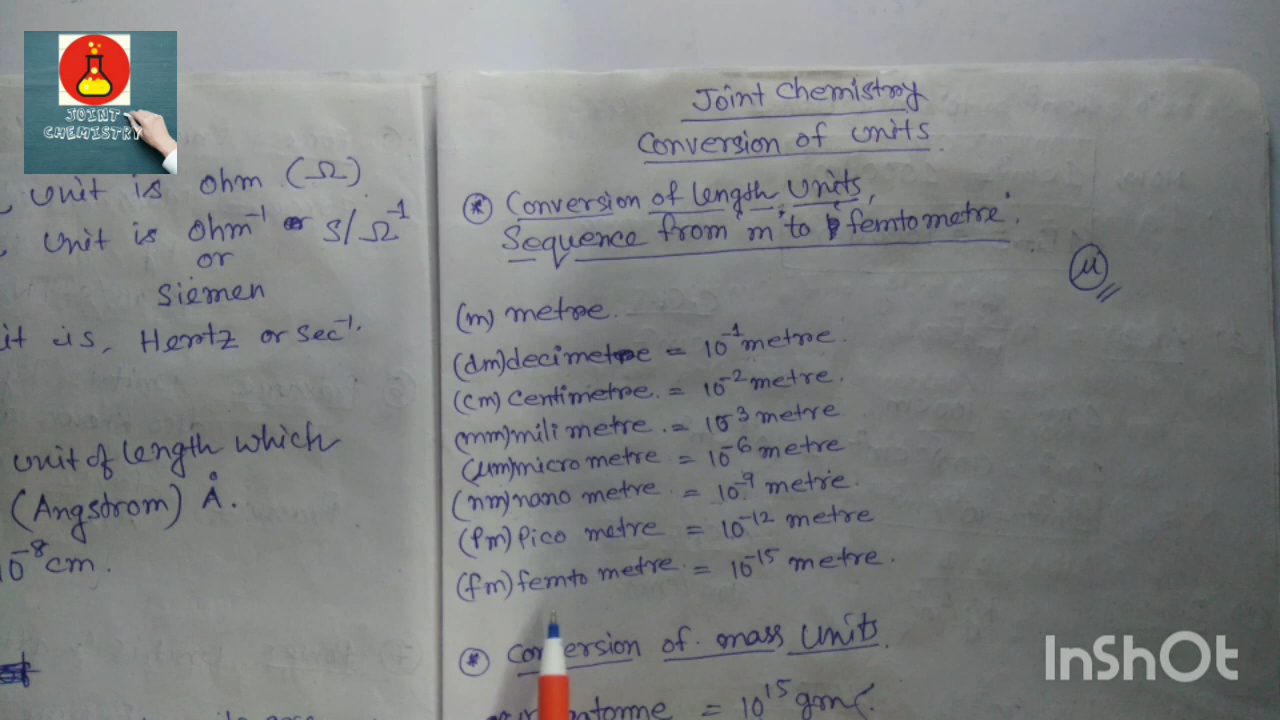 JOINT
CHEMISTRY
unit is ohm (Ω).
unit is ohm⁻¹ or S/Ω⁻¹
or
Siemen
it is, Hertz or sec⁻¹.
unit of length which
(Angstrom) Å.
10⁻⁸cm.
Joint Chemistry
Conversion of units.
* Conversion of length units,
Sequence from 'm' to femtometre'.
μ
(m) metre.
(dm)decimetre = 10⁻¹metre.
(cm) centimetre. = 10⁻² metre.
(mm)mili metre. = 10⁻³ metre
(μm)micro metre = 10⁻⁶ metre
(nm)nano metre. = 10⁻⁹ metre.
(Pm) Pico metre = 10⁻¹² metre
(fm)femto metre. = 10⁻¹⁵ metre.
* Conversion of mass units.
= 10¹⁵ gm
InShOt